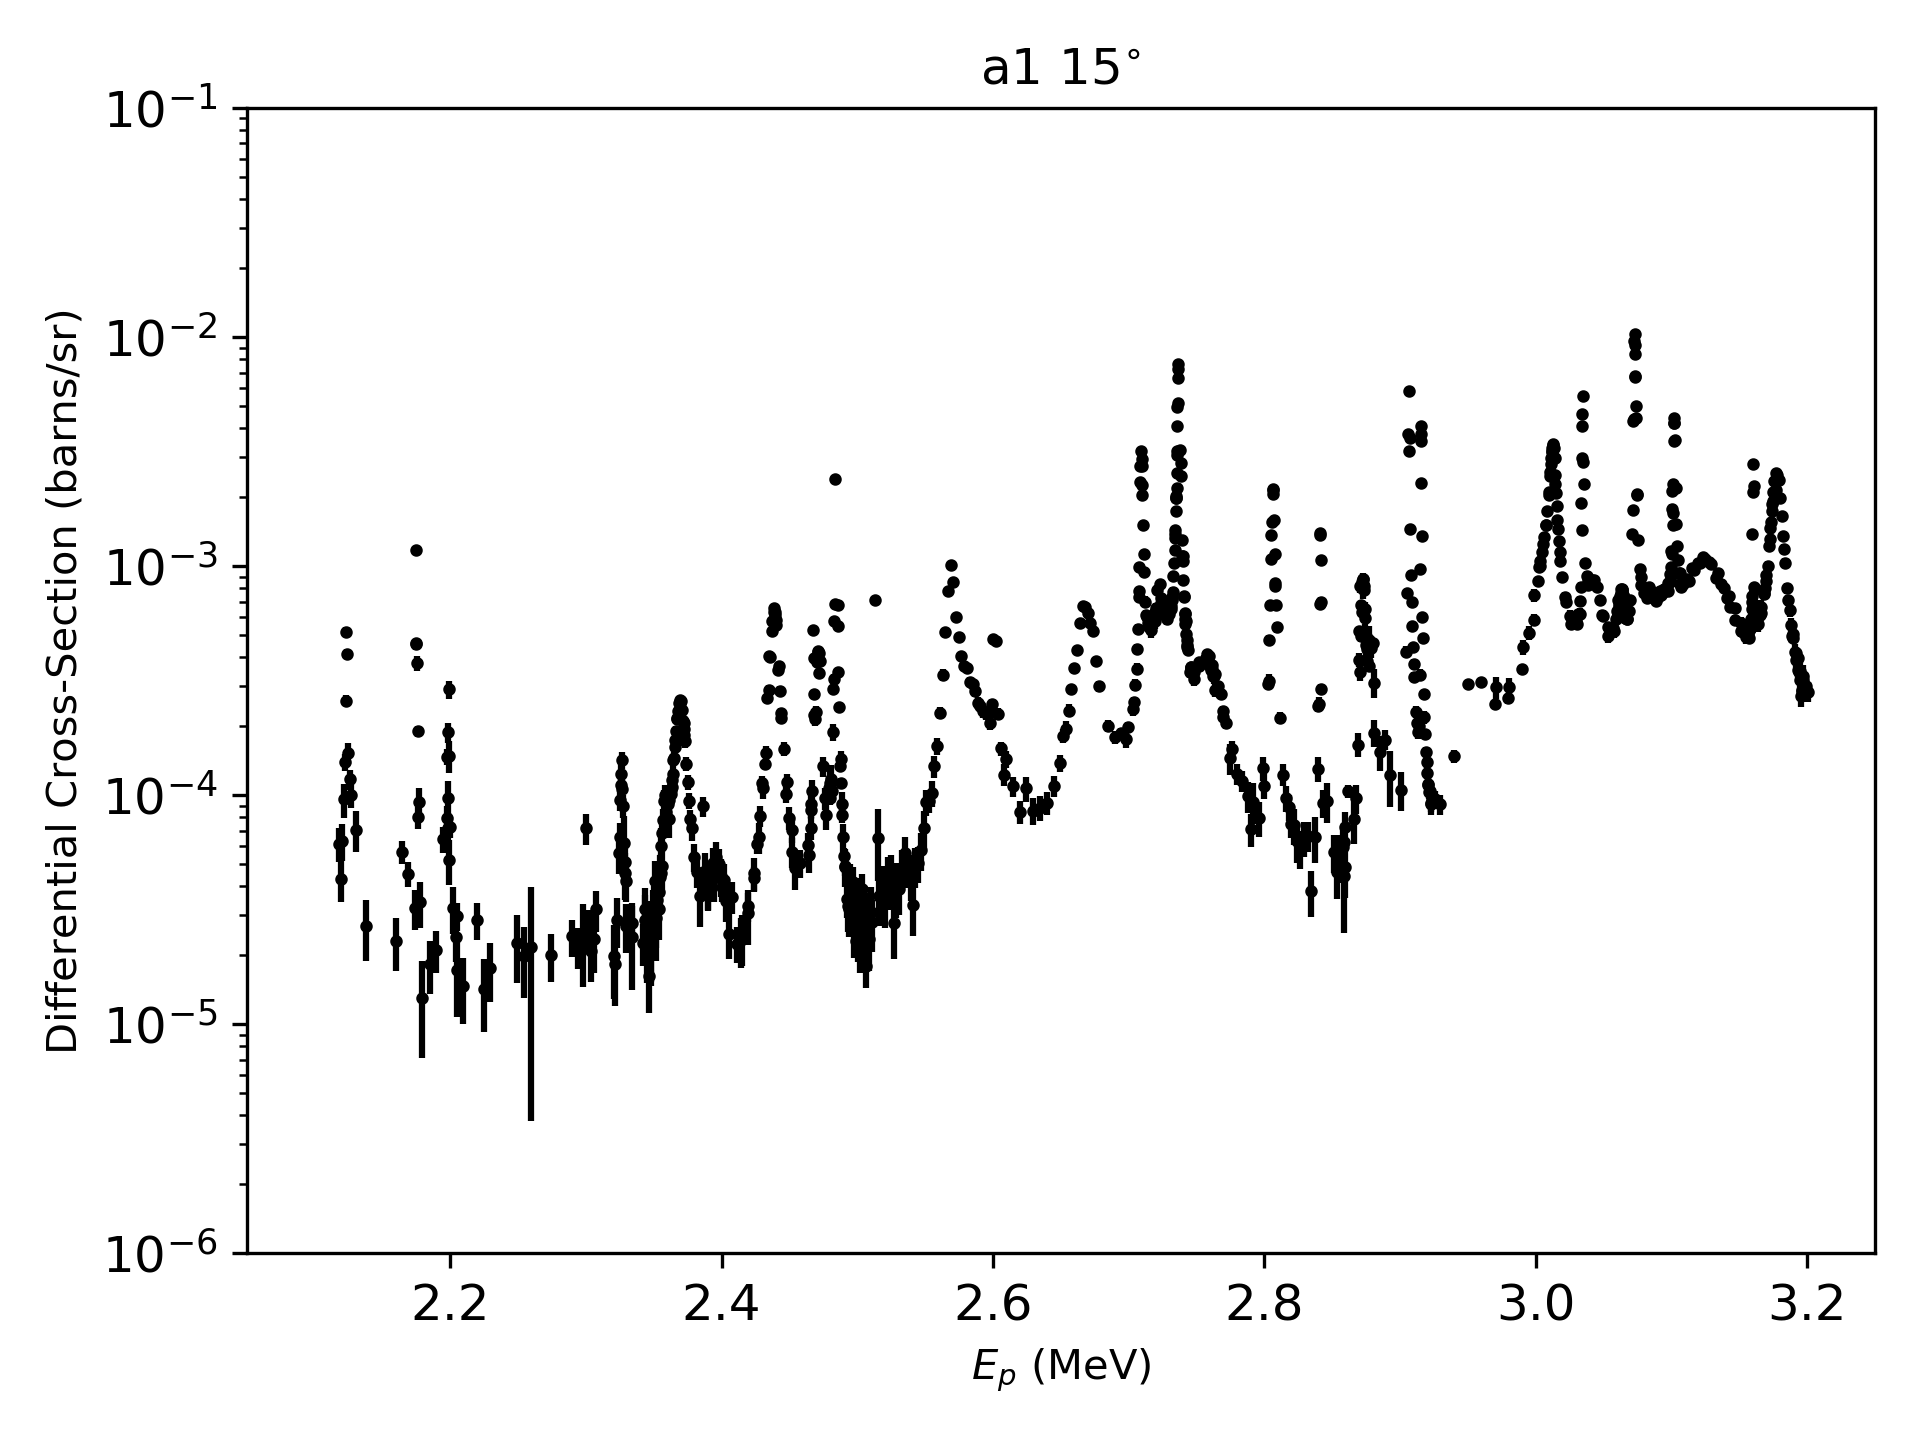 a1 15°
Differential Cross-Section (barns/sr)
10⁻¹
10⁻²
10⁻³
10⁻⁴
10⁻⁵
10⁻⁶
2.2 2.4 2.6 2.8 3.0 3.2
Eₚ (MeV)